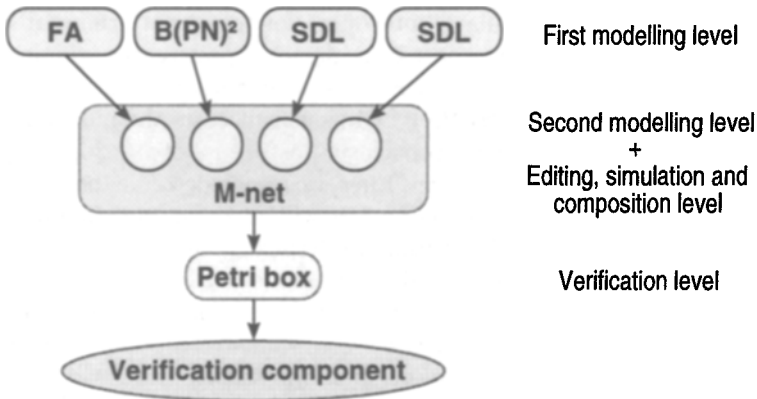 FA B(PN)² SDL SDL First modelling level
Second modelling level
+
Editing, simulation and
composition level
M-net
Petri box Verification level
Verification component